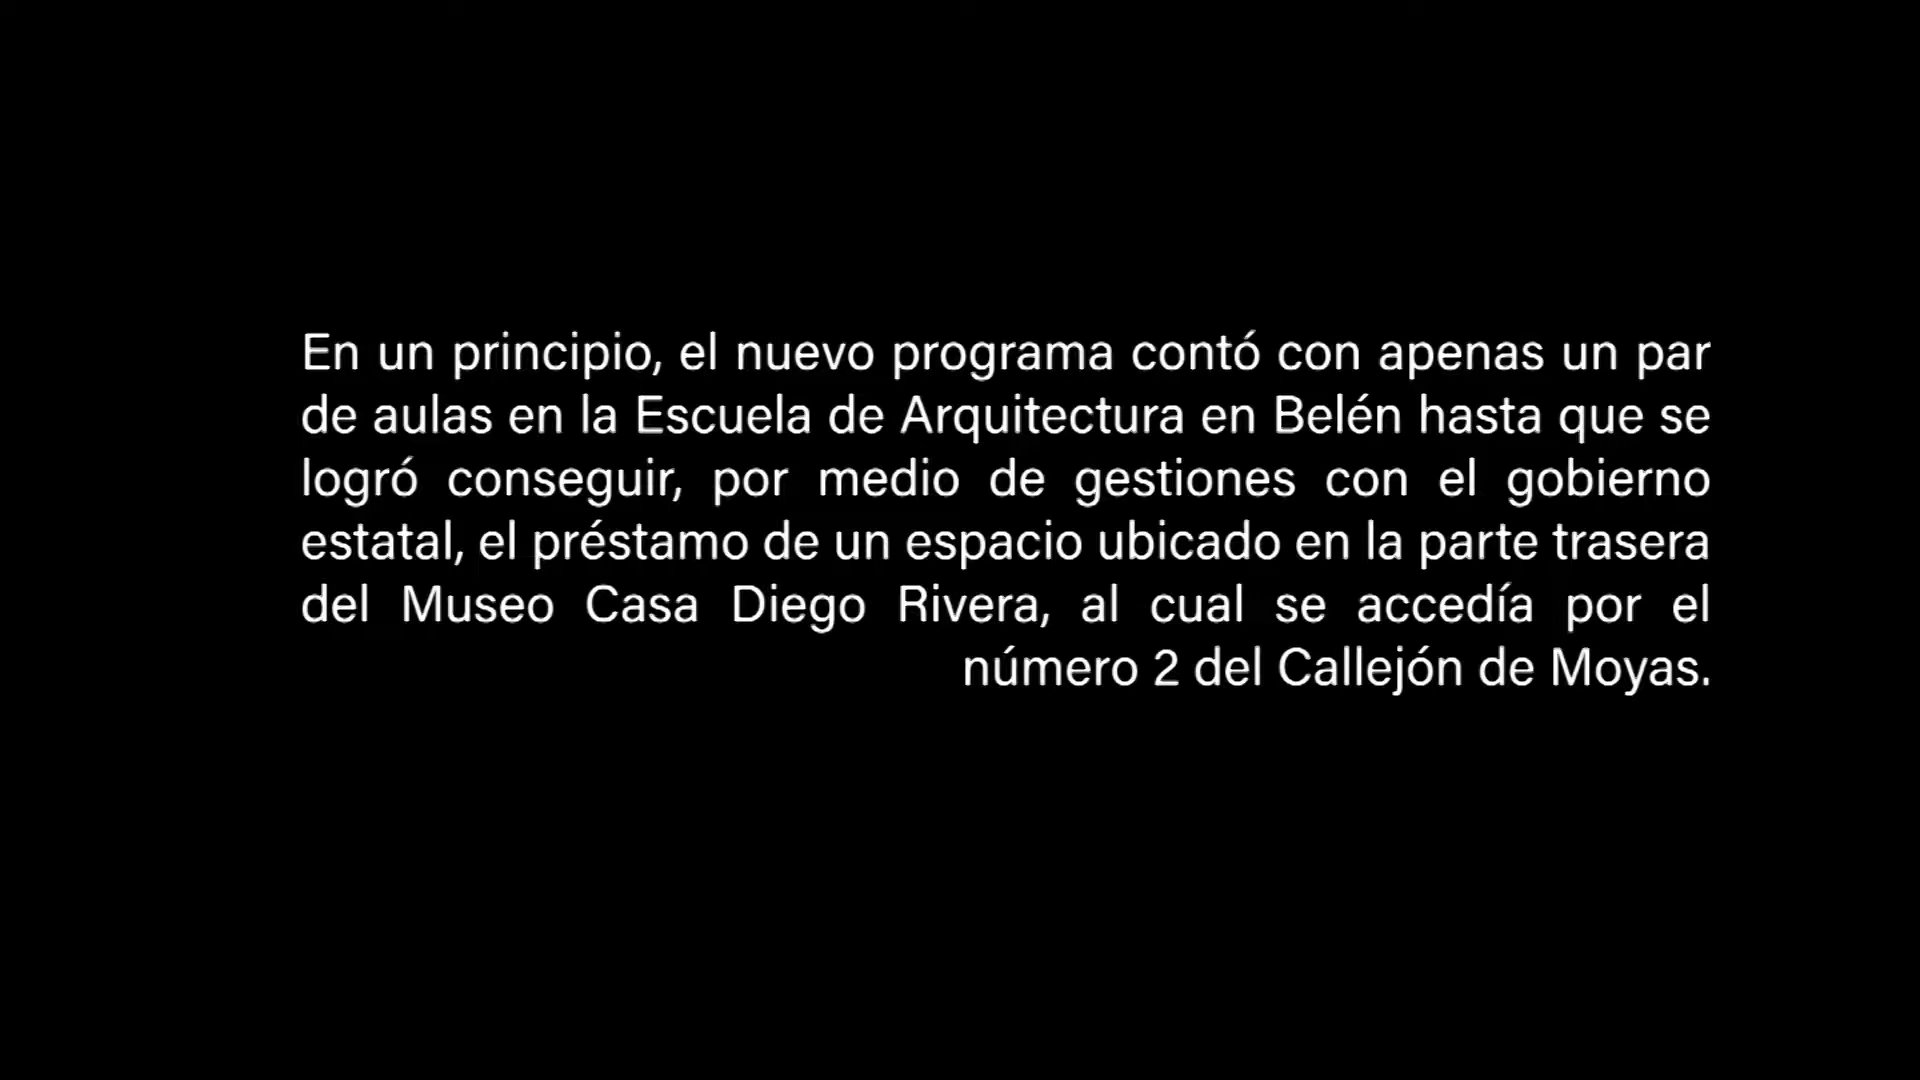 En un principio, el nuevo programa contó con apenas un par
de aulas en la Escuela de Arquitectura en Belén hasta que se
logró conseguir, por medio de gestiones con el gobierno
estatal, el préstamo de un espacio ubicado en la parte trasera
del Museo Casa Diego Rivera, al cual se accedía por el
número 2 del Callejón de Moyas.